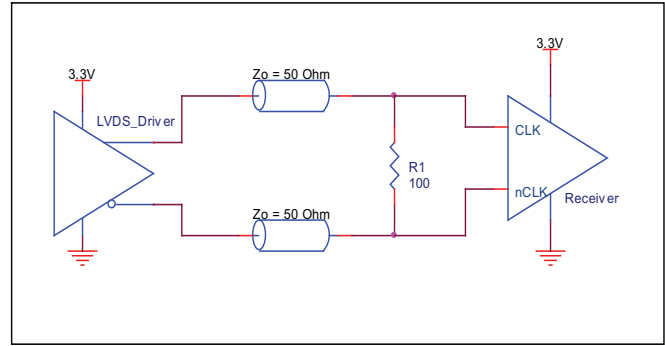 3.3V
LVDS_Driver
Zo = 50 Ohm
Zo = 50 Ohm
R1
100
3.3V
CLK
nCLK
Receiver